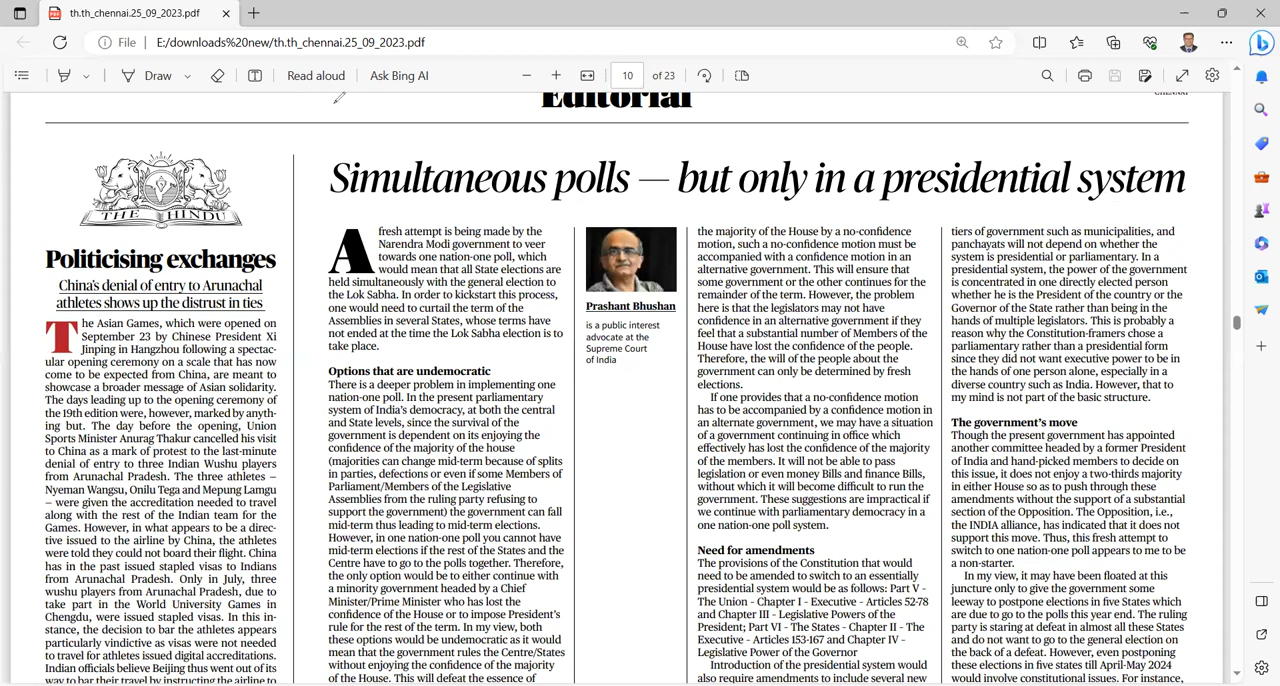 th.th_chennai.25_09_2023.pdf
File
E:/downloads%20new/th.th_chennai.25_09_2023.pdf
Draw
Read aloud
Ask Bing AI
10
of 23
Editorial
CHENNAI
THE HINDU
Politicising exchanges
China's denial of entry to Arunachal
athletes shows up the distrust in ties
The Asian Games, which were opened on
September 23 by Chinese President Xi
Jinping in Hangzhou following a spectac-
ular opening ceremony on a scale that has now
come to be expected from China, are meant to
showcase a broader message of Asian solidarity.
The days leading up to the opening ceremony of
the 19th edition were, however, marked by anyth-
ing but. The day before the opening, Union
Sports Minister Anurag Thakur cancelled his visit
to China as a mark of protest to the last-minute
denial of entry to three Indian Wushu players
from Arunachal Pradesh. The three athletes –
Nyeman Wangsu, Onilu Tega and Mepung Lamgu
– were given the accreditation needed to travel
along with the rest of the Indian team for the
Games. However, in what appears to be a direc-
tive issued to the airline by China, the athletes
were told they could not board their flight. China
has in the past issued stapled visas to Indians
from Arunachal Pradesh. Only in July, three
wushu players from Arunachal Pradesh, due to
take part in the World University Games in
Chengdu, were issued stapled visas. In this in-
stance, the decision to bar the athletes appears
particularly vindictive as visas were not needed
to travel for athletes issued digital accreditations.
Indian officials believe Beijing thus went out of its
way to bar their travel by instructing the airline to
Simultaneous polls — but only in a presidential system
A fresh attempt is being made by the
Narendra Modi government to veer
towards one nation-one poll, which
would mean that all State elections are
held simultaneously with the general election to
the Lok Sabha. In order to kickstart this process,
one would need to curtail the term of the
Assemblies in several States, whose terms have
not ended at the time the Lok Sabha election is to
take place.
Options that are undemocratic
There is a deeper problem in implementing one
nation-one poll. In the present parliamentary
system of India's democracy, at both the central
and State levels, since the survival of the
government is dependent on its enjoying the
confidence of the majority of the house
(majorities can change mid-term because of splits
in parties, defections or even if some Members of
Parliament/Members of the Legislative
Assemblies from the ruling party refusing to
support the government) the government can fall
mid-term thus leading to mid-term elections.
However, in one nation-one poll you cannot have
mid-term elections if the rest of the States and the
Centre have to go to the polls together. Therefore,
the only option would be to either continue with
a minority government headed by a Chief
Minister/Prime Minister who has lost the
confidence of the House or to impose President's
rule for the rest of the term. In my view, both
these options would be undemocratic as it would
mean that the government rules the Centre/States
without enjoying the confidence of the majority
of the House. This will defeat the essence of
Prashant Bhushan
is a public interest
advocate at the
Supreme Court
of India
the majority of the House by a no-confidence
motion, such a no-confidence motion must be
accompanied with a confidence motion in an
alternative government. This will ensure that
some government or the other continues for the
remainder of the term. However, the problem
here is that the legislators may not have
confidence in an alternative government if they
feel that a substantial number of Members of the
House have lost the confidence of the people.
Therefore, the will of the people about the
government can only be determined by fresh
elections.
If one provides that a no-confidence motion
has to be accompanied by a confidence motion in
an alternate government, we may have a situation
of a government continuing in office which
effectively has lost the confidence of the majority
of the members. It will not be able to pass
legislation or even money Bills and finance Bills,
without which it will become difficult to run the
government. These suggestions are impractical if
we continue with parliamentary democracy in a
one nation-one poll system.
Need for amendments
The provisions of the Constitution that would
need to be amended to switch to an essentially
presidential system would be as follows: Part V -
The Union - Chapter I - Executive - Articles 52-78
and Chapter III - Legislative Powers of the
President; Part VI - The States - Chapter II - The
Executive - Articles 153-167 and Chapter IV -
Legislative Power of the Governor
Introduction of the presidential system would
also require amendments to include several new
tiers of government such as municipalities, and
panchayats will not depend on whether the
system is presidential or parliamentary. In a
presidential system, the power of the government
is concentrated in one directly elected person
whether he is the President of the country or the
Governor of the State rather than being in the
hands of multiple legislators. This is probably a
reason why the Constitution-framers chose a
parliamentary rather than a presidential form
since they did not want executive power to be in
the hands of one person alone, especially in a
diverse country such as India. However, that to
my mind is not part of the basic structure.
The government's move
Though the present government has appointed
another committee headed by a former President
of India and hand-picked members to decide on
this issue, it does not enjoy a two-thirds majority
in either House so as to push through these
amendments without the support of a substantial
section of the Opposition. The Opposition, i.e.,
the INDIA alliance, has indicated that it does not
support this move. Thus, this fresh attempt to
switch to one nation-one poll appears to me to be
a non-starter.
In my view, it may have been floated at this
juncture only to give the government some
leeway to postpone elections in five States which
are due to go to the polls this year end. The ruling
party is staring at defeat in almost all these States
and do not want to go to the general election on
the back of a defeat. However, even postponing
these elections in five states till April-May 2024
would involve constitutional issues. For instance,